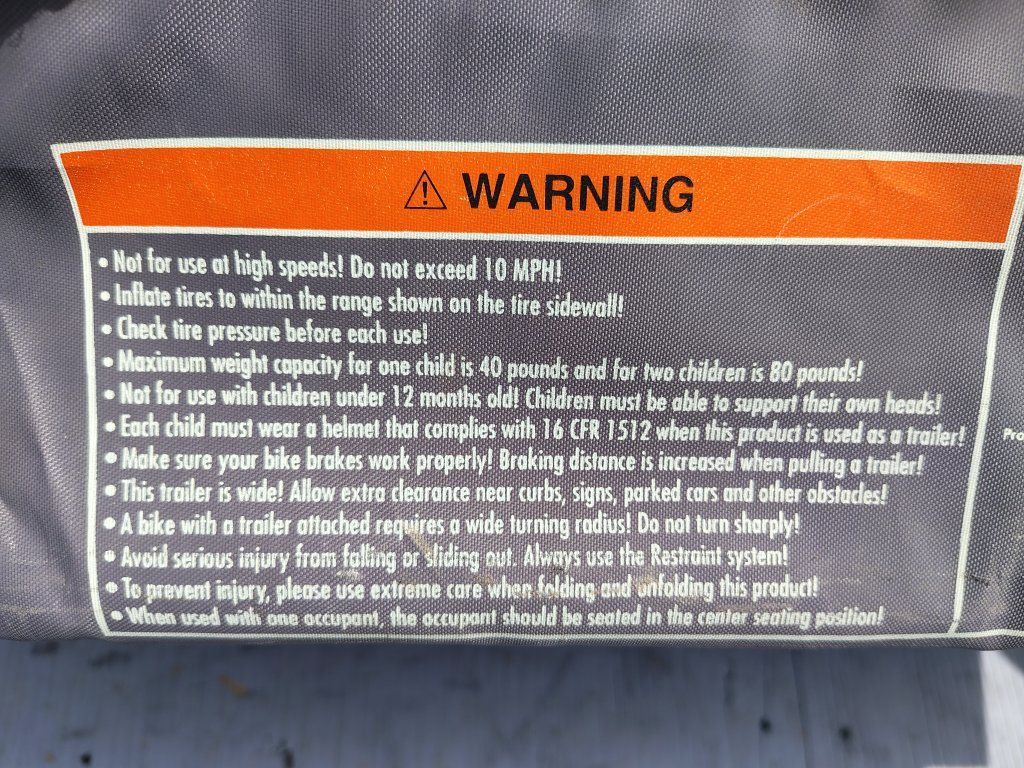 ⚠ WARNING
• Not for use at high speeds! Do not exceed 10 MPH!
• Inflate tires to within the range shown on the tire sidewall!
• Check tire pressure before each use!
• Maximum weight capacity for one child is 40 pounds and for two children is 80 pounds!
• Not for use with children under 12 months old! Children must be able to support their own heads!
• Each child must wear a helmet that complies with 16 CFR 1512 when this product is used as a trailer!
• Make sure your bike brakes work properly! Braking distance is increased when pulling a trailer!
• This trailer is wide! Allow extra clearance near curbs, signs, parked cars and other obstacles!
• A bike with a trailer attached requires a wide turning radius! Do not turn sharply!
• Avoid serious injury from falling or sliding out. Always use the Restraint system!
• To prevent injury, please use extreme care when folding and unfolding this product!
• When used with one occupant, the occupant should be seated in the center seating position!